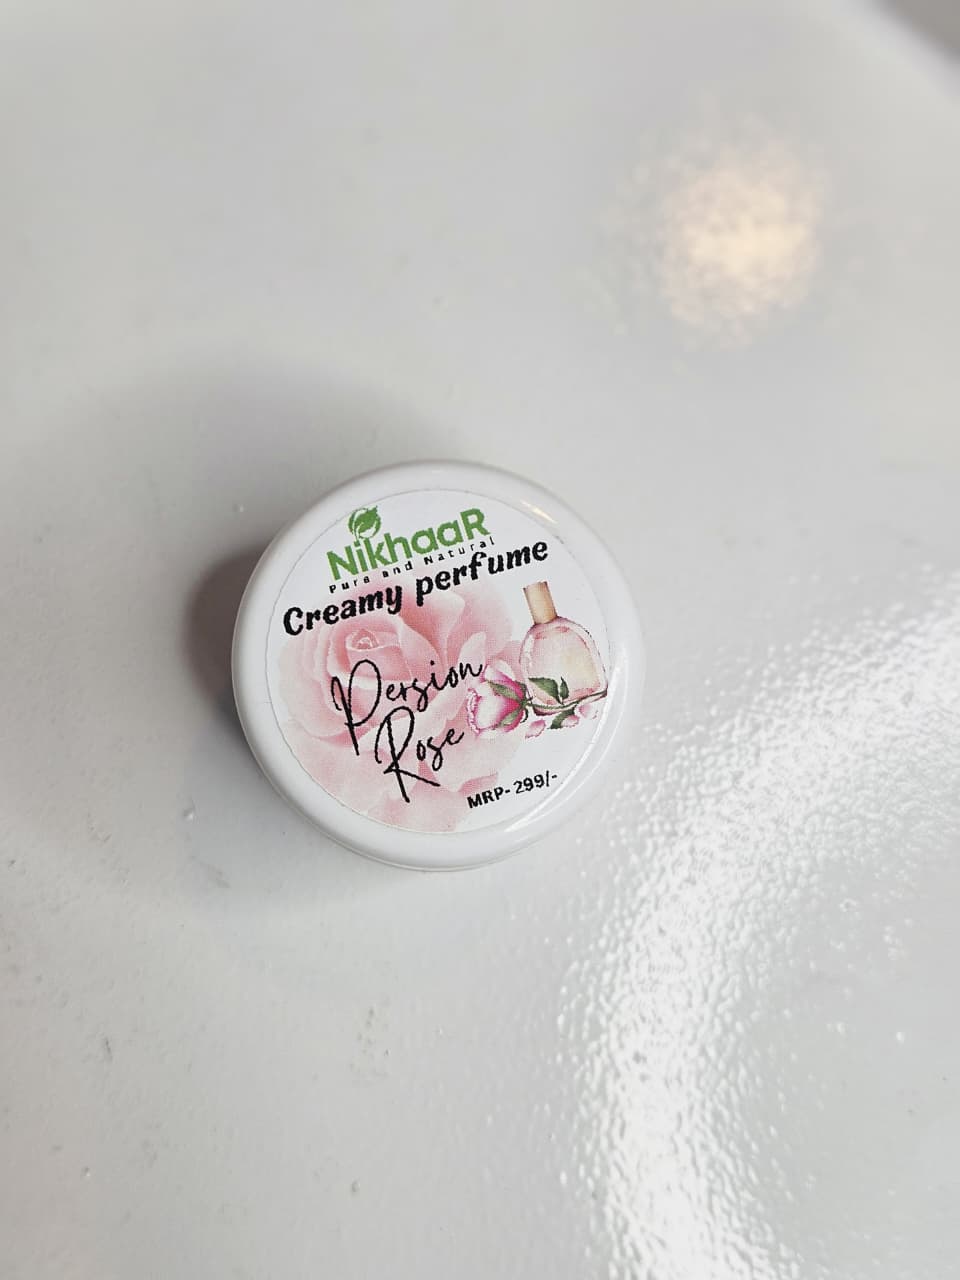 NikhaaR
Pure and Natural
Creamy perfume
Persion
Rose
MRP- 299/-